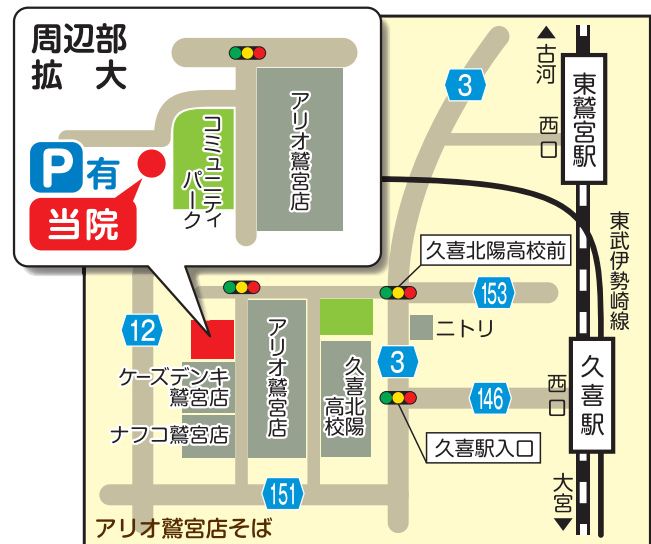 周辺部
拡大
アリオ鷲宮店
コミュニティ
パーク
P有
当院
3
古河
東鷲宮駅
西口
東武伊勢崎線
久喜北陽高校前
153
12
ニトリ
アリオ鷲宮店
ケーズデンキ
鷲宮店
ナフコ鷲宮店
久喜北陽
高校
3
146
西口
久喜駅
久喜駅入口
大宮
151
アリオ鷲宮店そば